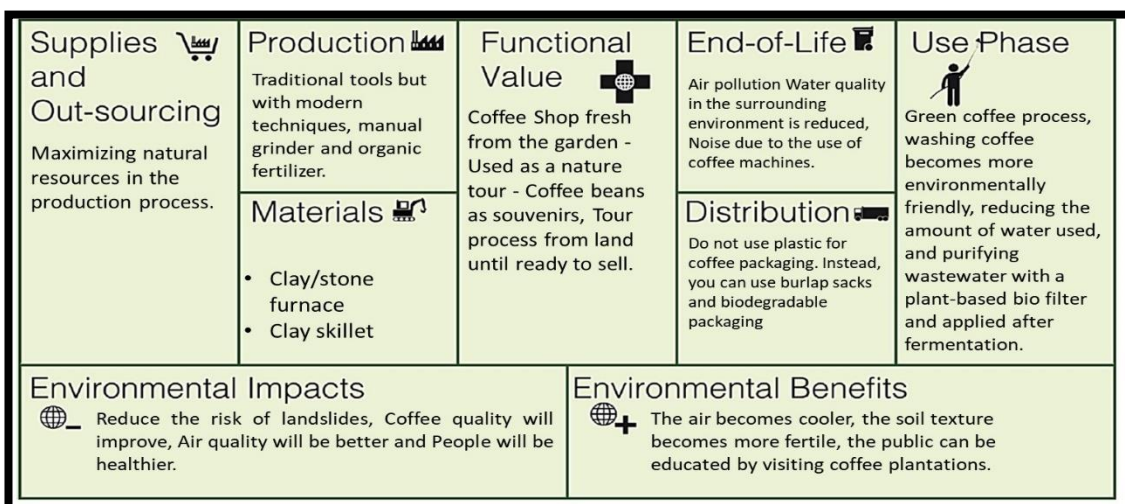 Supplies
and
Out-sourcing
Maximizing natural
resources in the
production process.
Production
Traditional tools but
with modern
techniques, manual
grinder and organic
fertilizer.
Materials
• Clay/stone
furnace
• Clay skillet
Functional
Value
Coffee Shop fresh
from the garden -
Used as a nature
tour - Coffee beans
as souvenirs, Tour
process from land
until ready to sell.
End-of-Life
Air pollution Water quality
in the surrounding
environment is reduced,
Noise due to the use of
coffee machines.
Distribution
Do not use plastic for
coffee packaging. Instead,
you can use burlap sacks
and biodegradable
packaging
Use Phase
Green coffee process,
washing coffee
becomes more
environmentally
friendly, reducing the
amount of water used,
and purifying
wastewater with a
plant-based bio filter
and applied after
fermentation.
Environmental Impacts
Reduce the risk of landslides, Coffee quality will
improve, Air quality will be better and People will be
healthier.
Environmental Benefits
The air becomes cooler, the soil texture
becomes more fertile, the public can be
educated by visiting coffee plantations.